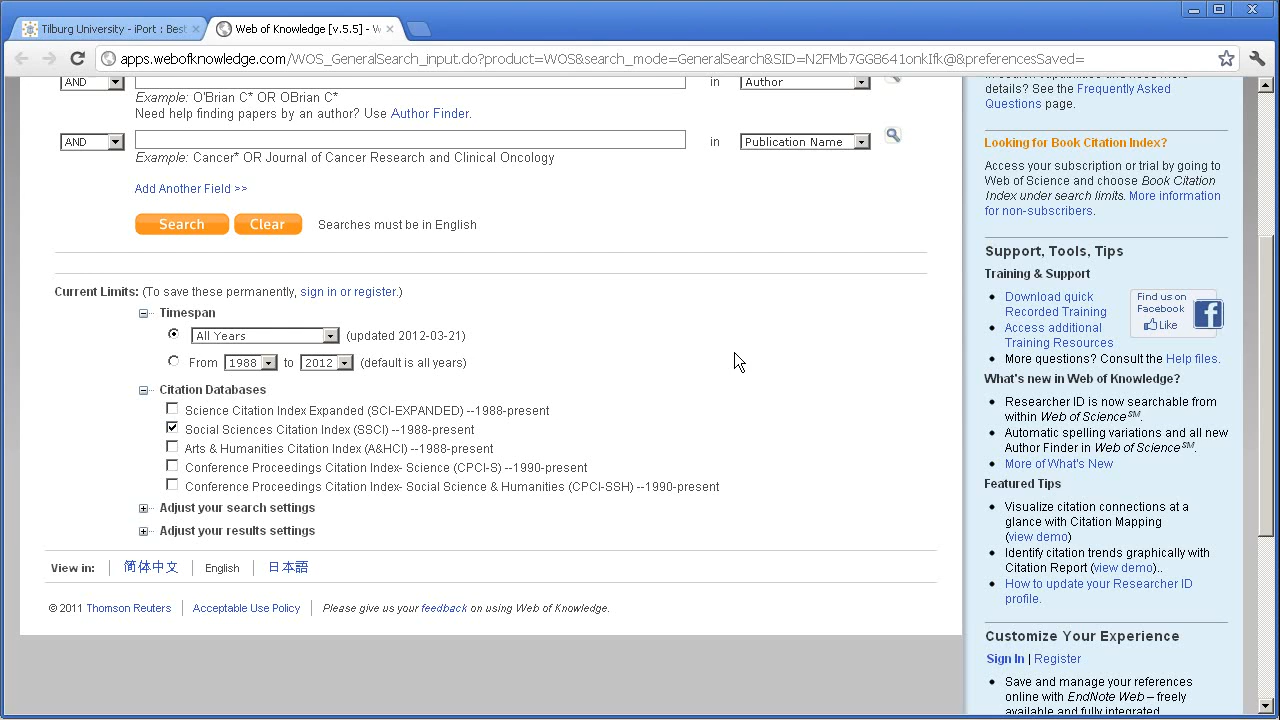 Tilburg University - iPort : Best
Web of Knowledge [v.5.5] - W
apps.webofknowledge.com/WOS_GeneralSearch_input.do?product=WOS&search_mode=GeneralSearch&SID=N2FMb7GG8641onkIfk@&preferencesSaved=
AND
in
Author
Example: O'Brian C* OR OBrian C*
Need help finding papers by an author? Use Author Finder.
AND
in
Publication Name
Example: Cancer* OR Journal of Cancer Research and Clinical Oncology
Add Another Field >>
Search
Clear
Searches must be in English
Current Limits: (To save these permanently, sign in or register.)
Timespan
All Years
(updated 2012-03-21)
From 1988 to 2012 (default is all years)
Citation Databases
Science Citation Index Expanded (SCI-EXPANDED) --1988-present
Social Sciences Citation Index (SSCI) --1988-present
Arts & Humanities Citation Index (A&HCI) --1988-present
Conference Proceedings Citation Index- Science (CPCI-S) --1990-present
Conference Proceedings Citation Index- Social Science & Humanities (CPCI-SSH) --1990-present
Adjust your search settings
Adjust your results settings
View in:
简体中文
English
日本語
© 2011 Thomson Reuters
Acceptable Use Policy
Please give us your feedback on using Web of Knowledge.
details? See the Frequently Asked
Questions page.
Looking for Book Citation Index?
Access your subscription or trial by going to
Web of Science and choose Book Citation
Index under search limits. More information
for non-subscribers.
Support, Tools, Tips
Training & Support
Download quick
Recorded Training
Access additional
Training Resources
Find us on
Facebook
Like
More questions? Consult the Help files.
What's new in Web of Knowledge?
Researcher ID is now searchable from
within Web of Science℠
Automatic spelling variations and all new
Author Finder in Web of Science℠.
More of What's New
Featured Tips
Visualize citation connections at a
glance with Citation Mapping
(view demo)
Identify citation trends graphically with
Citation Report (view demo)..
How to update your Researcher ID
profile.
Customize Your Experience
Sign In | Register
Save and manage your references
online with EndNote Web – freely
available and fully integrated